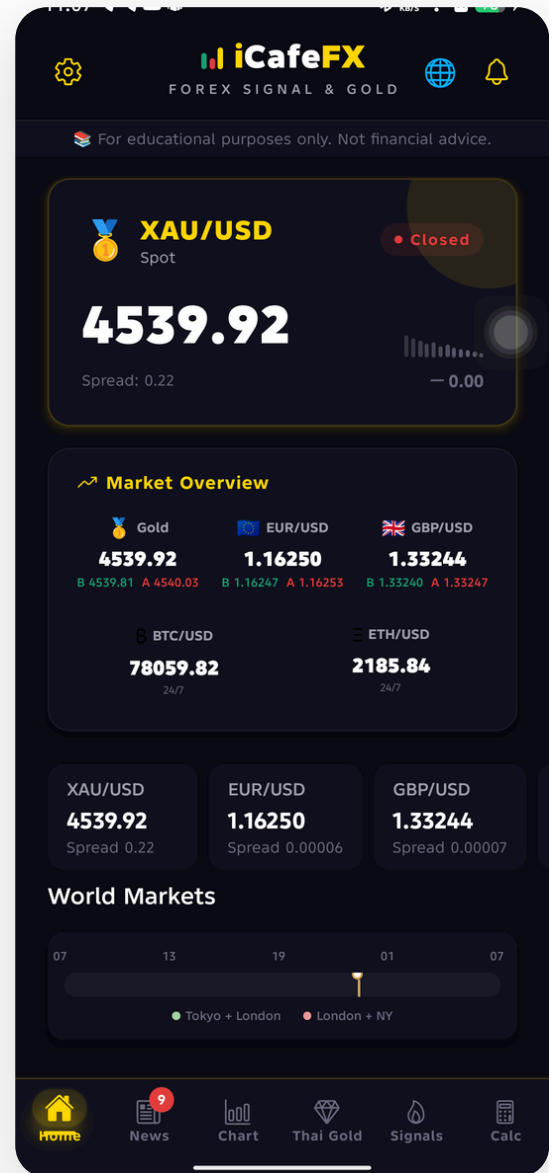 iCafeFX
FOREX SIGNAL & GOLD
For educational purposes only. Not financial advice.
XAU/USD
Spot
Closed
4539.92
Spread: 0.22
— 0.00
Market Overview
Gold EUR/USD GBP/USD
4539.92 1.16250 1.33244
B 4539.81 A 4540.03 B 1.16247 A 1.16253 B 1.33240 A 1.33247
BTC/USD ETH/USD
78059.82 2185.84
24/7 24/7
XAU/USD EUR/USD GBP/USD
4539.92 1.16250 1.33244
Spread 0.22 Spread 0.00006 Spread 0.00007
World Markets
07 13 19 01 07
Tokyo + London London + NY
9
Home News Chart Thai Gold Signals Calc